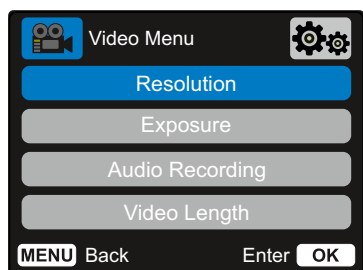 Video Menu
Resolution
Exposure
Audio Recording
Video Length
MENU Back Enter OK